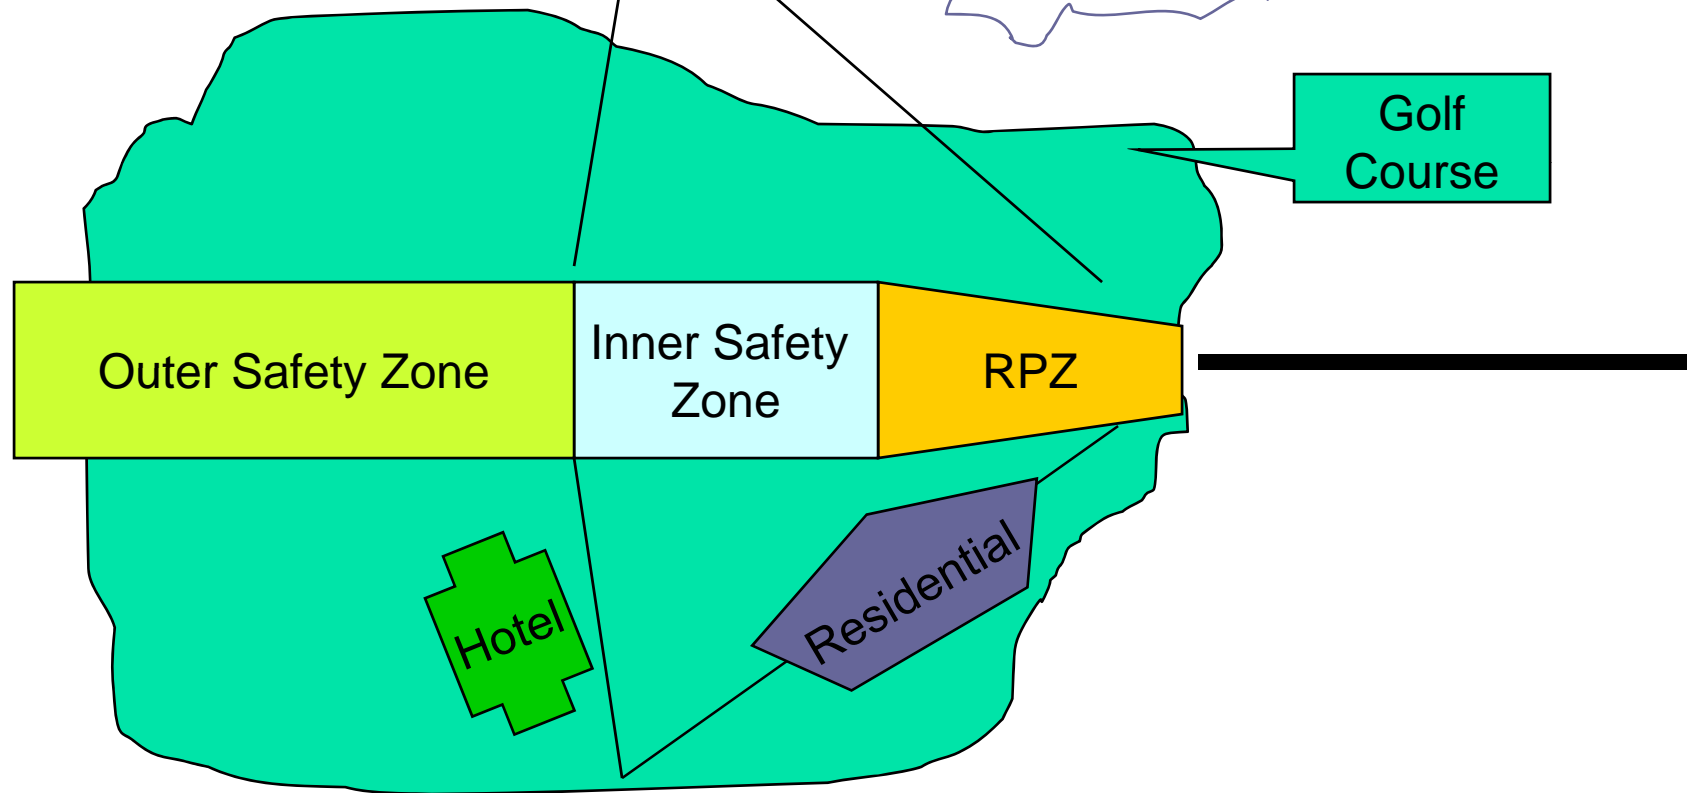 Golf
Course
Outer Safety Zone
Inner Safety
Zone
RPZ
Hotel
Residential